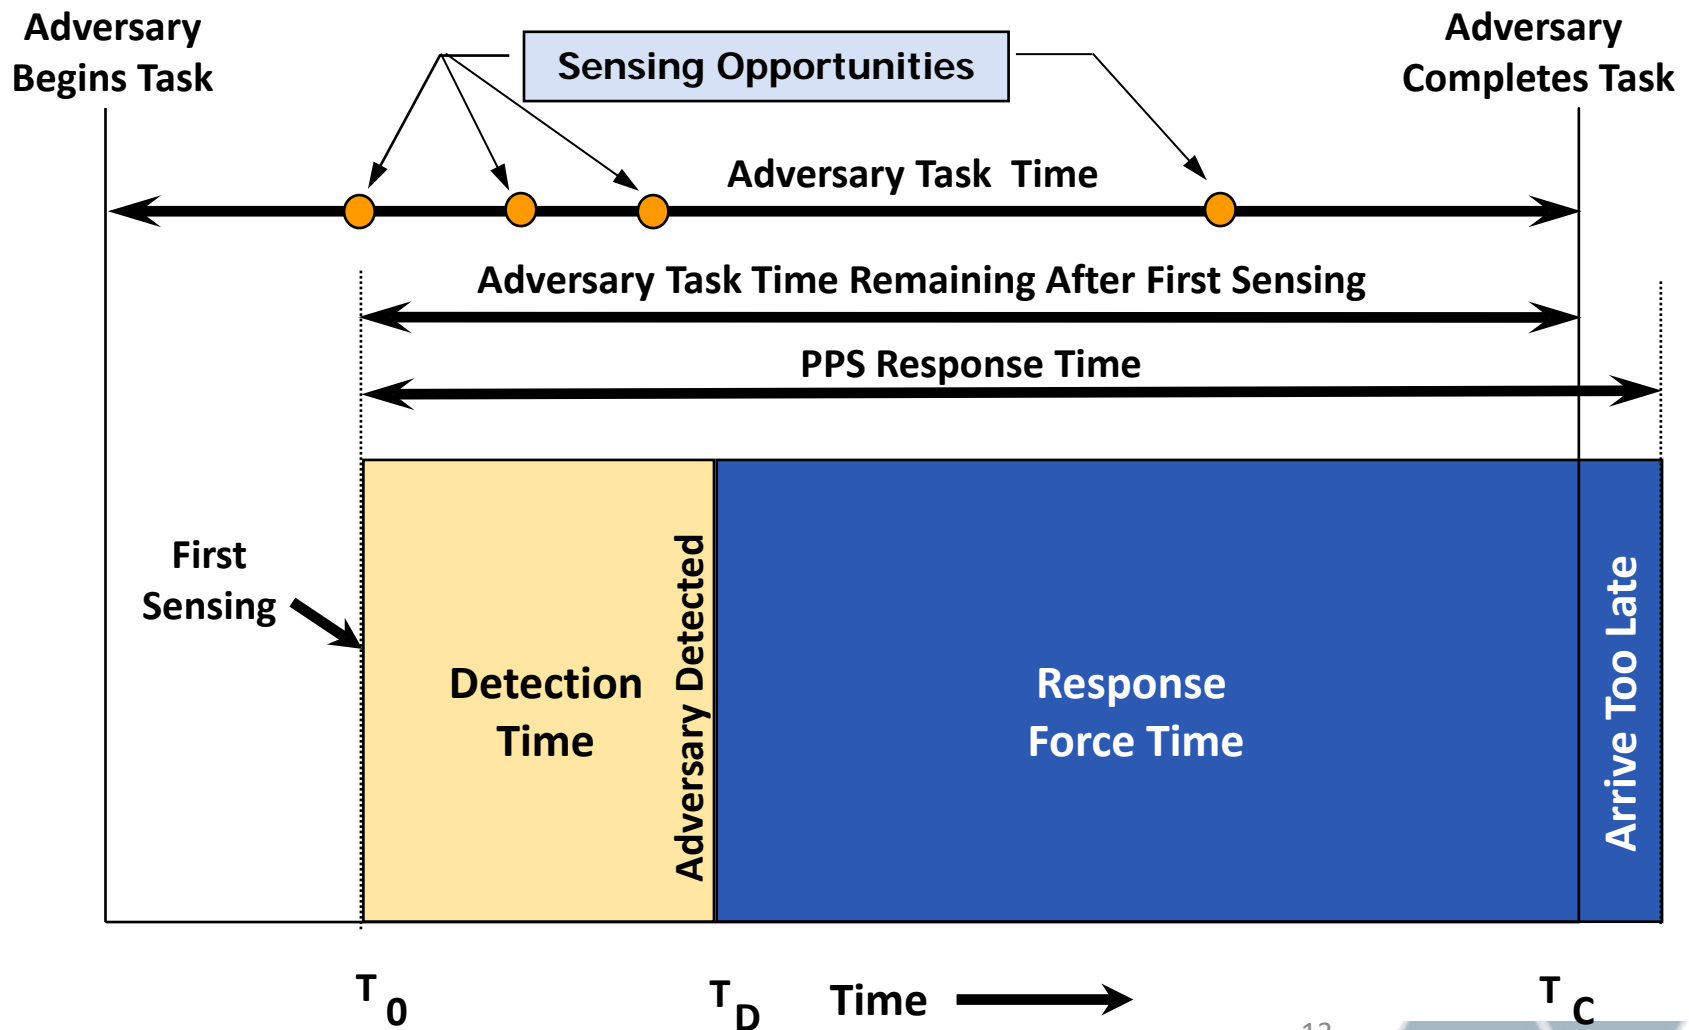 Adversary
Begins Task
Sensing Opportunities
Adversary
Completes Task
Adversary Task Time
Adversary Task Time Remaining After First Sensing
PPS Response Time
First
Sensing
Detection
Time
Adversary Detected
Response
Force Time
Arrive Too Late
T0
TD
Time
TC